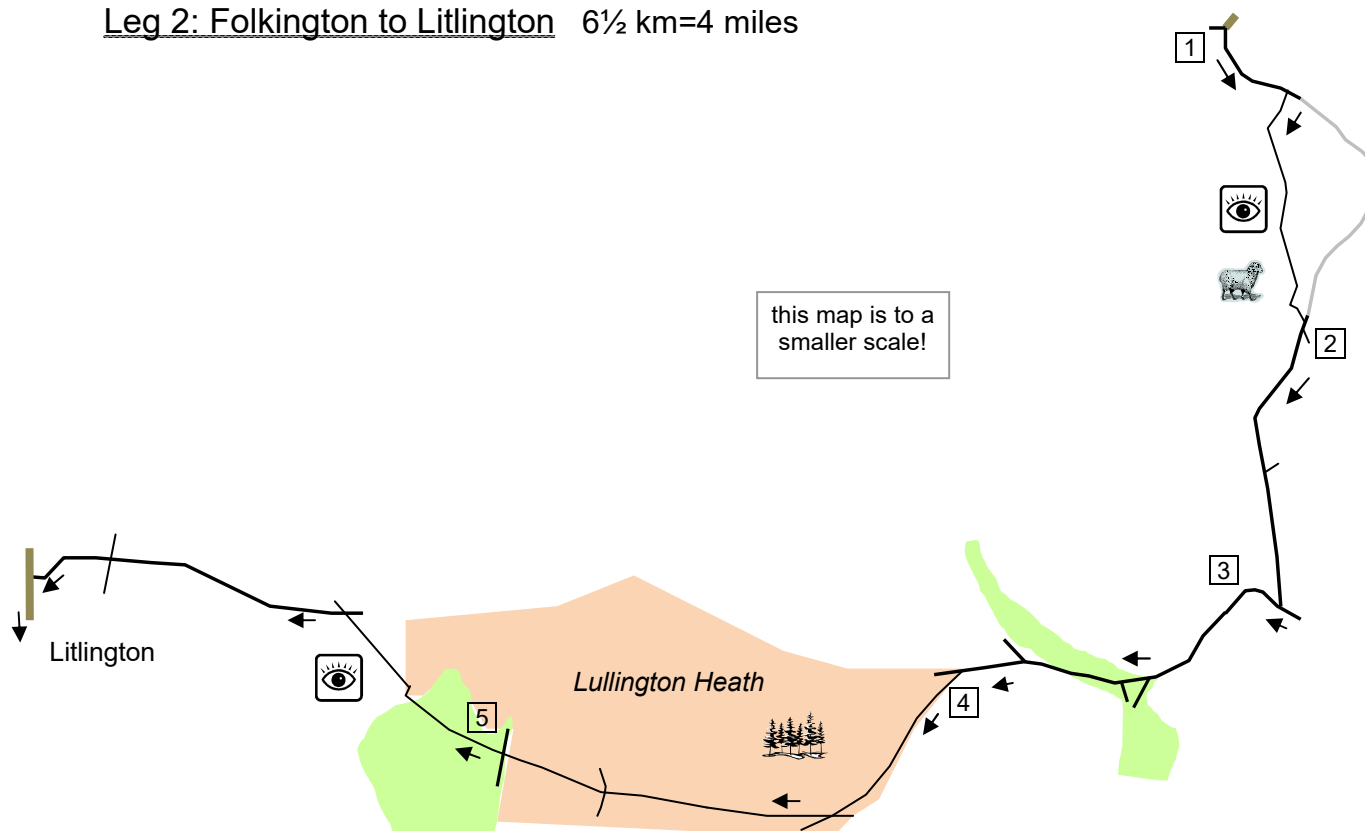 Leg 2: Folkington to Litlington 6½ km=4 miles
1
this map is to a
smaller scale!
2
3
Litlington
Lullington Heath
4
5